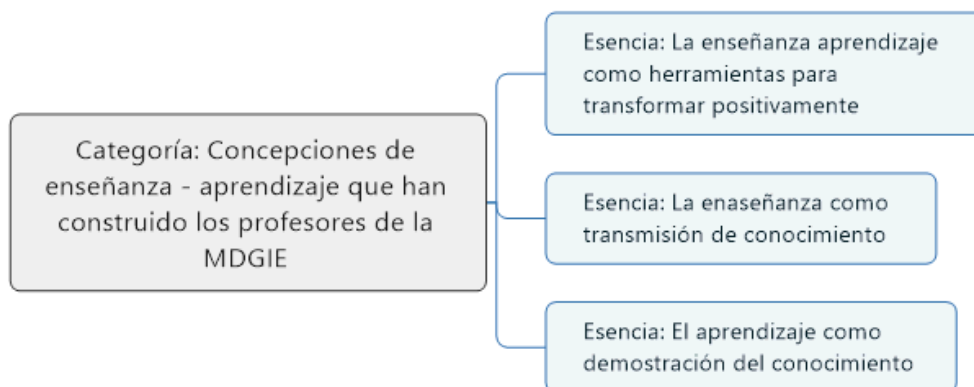 Categoría: Concepciones de
enseñanza - aprendizaje que han
construido los profesores de la
MDGIE
Esencia: La enseñanza aprendizaje
como herramientas para
transformar positivamente
Esencia: La enaseñanza como
transmisión de conocimiento
Esencia: El aprendizaje como
demostración del conocimiento